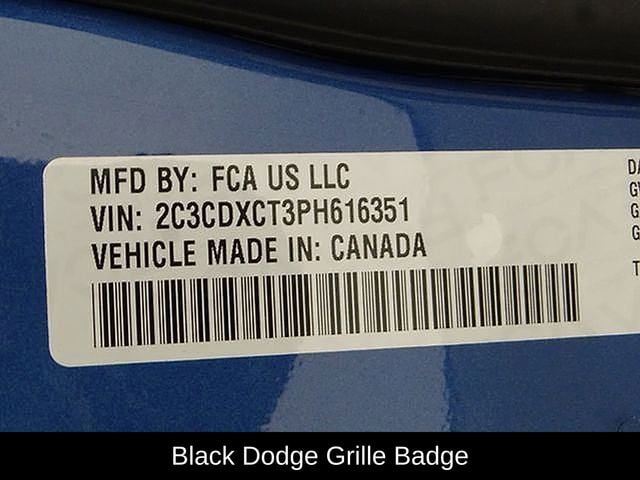 MFD BY: FCA US LLC
VIN: 2C3CDXCT3PH616351
VEHICLE MADE IN: CANADA
G
G
T
Black Dodge Grille Badge